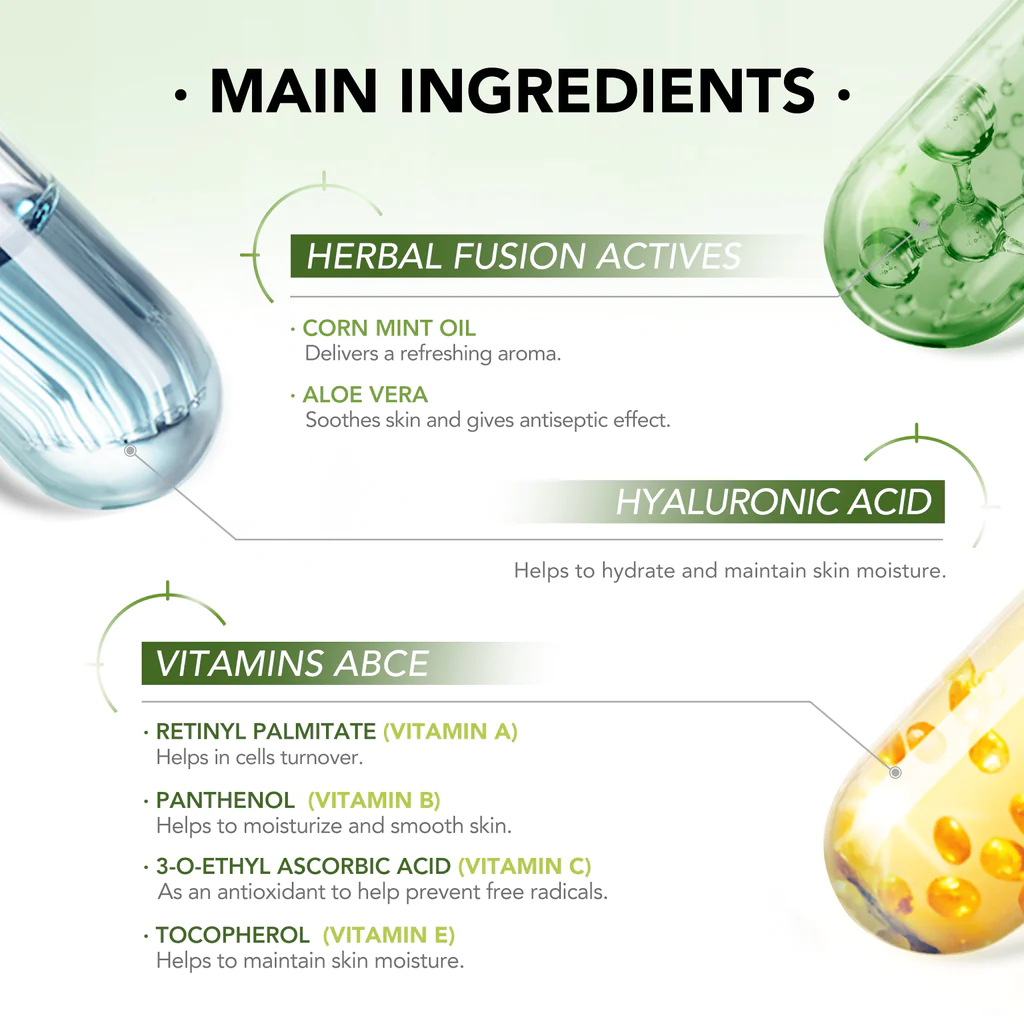 · MAIN INGREDIENTS ·
HERBAL FUSION ACTIVES
· CORN MINT OIL
Delivers a refreshing aroma.
· ALOE VERA
Soothes skin and gives antiseptic effect.
HYALURONIC ACID
Helps to hydrate and maintain skin moisture.
VITAMINS ABCE
· RETINYL PALMITATE (VITAMIN A)
Helps in cells turnover.
· PANTHENOL (VITAMIN B)
Helps to moisturize and smooth skin.
· 3-O-ETHYL ASCORBIC ACID (VITAMIN C)
As an antioxidant to help prevent free radicals.
· TOCOPHEROL (VITAMIN E)
Helps to maintain skin moisture.